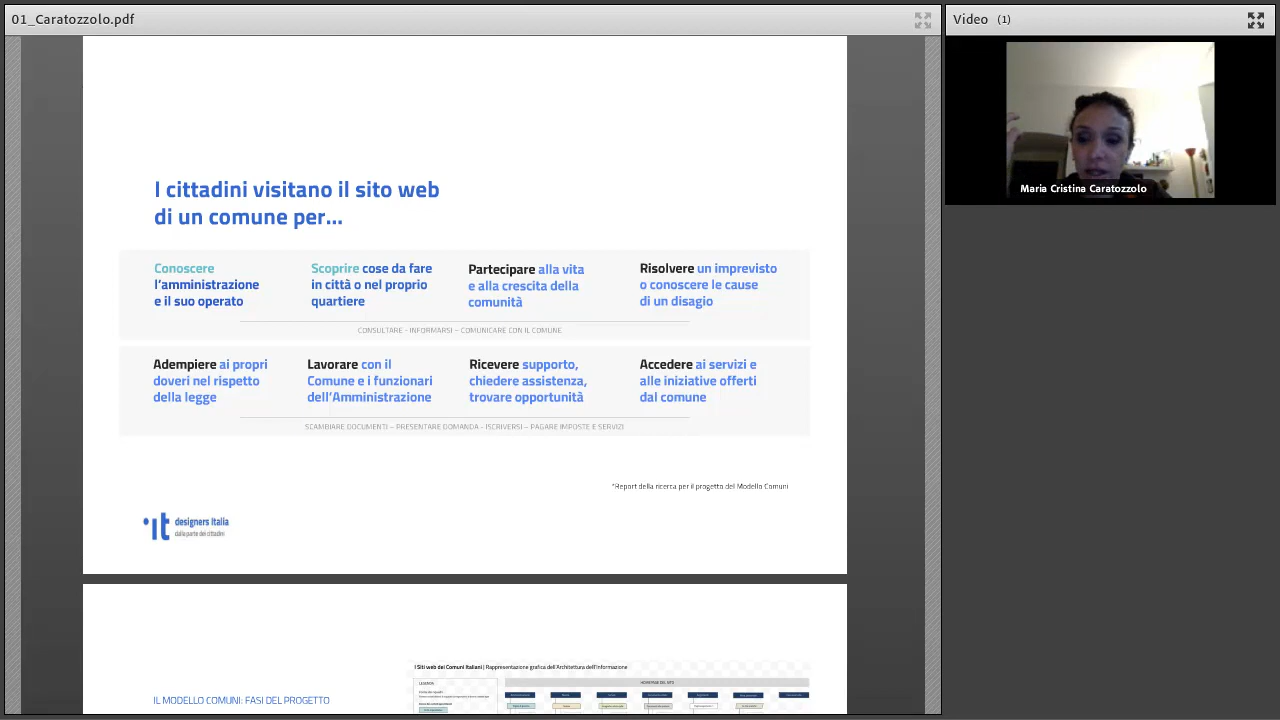 01_Caratozzolo.pdf
Video (1)
Maria Cristina Caratozzolo
I cittadini visitano il sito web
di un comune per...
Conoscere
l'amministrazione
e il suo operato
Scoprire cose da fare
in città o nel proprio
quartiere
Partecipare alla vita
e alla crescita della
comunità
Risolvere un imprevisto
o conoscere le cause
di un disagio
CONSULTARE - INFORMARSI – COMUNICARE CON IL COMUNE
Adempiere ai propri
doveri nel rispetto
della legge
Lavorare con il
Comune e i funzionari
dell'Amministrazione
Ricevere supporto,
chiedere assistenza,
trovare opportunità
Accedere ai servizi e
alle iniziative offerti
dal comune
SCAMBIARE DOCUMENTI – PRESENTARE DOMANDA - ISCRIVERSI – PAGARE IMPOSTE E SERVIZI
*Report della ricerca per il progetto del Modello Comuni
designers Italia
dalla parte dei cittadini
I Siti web dei Comuni Italiani | Rappresentazione grafica dell'Architettura dell'Informazione
LEGENDA
HOMEPAGE DEL SITO
IL MODELLO COMUNI: FASI DEL PROGETTO